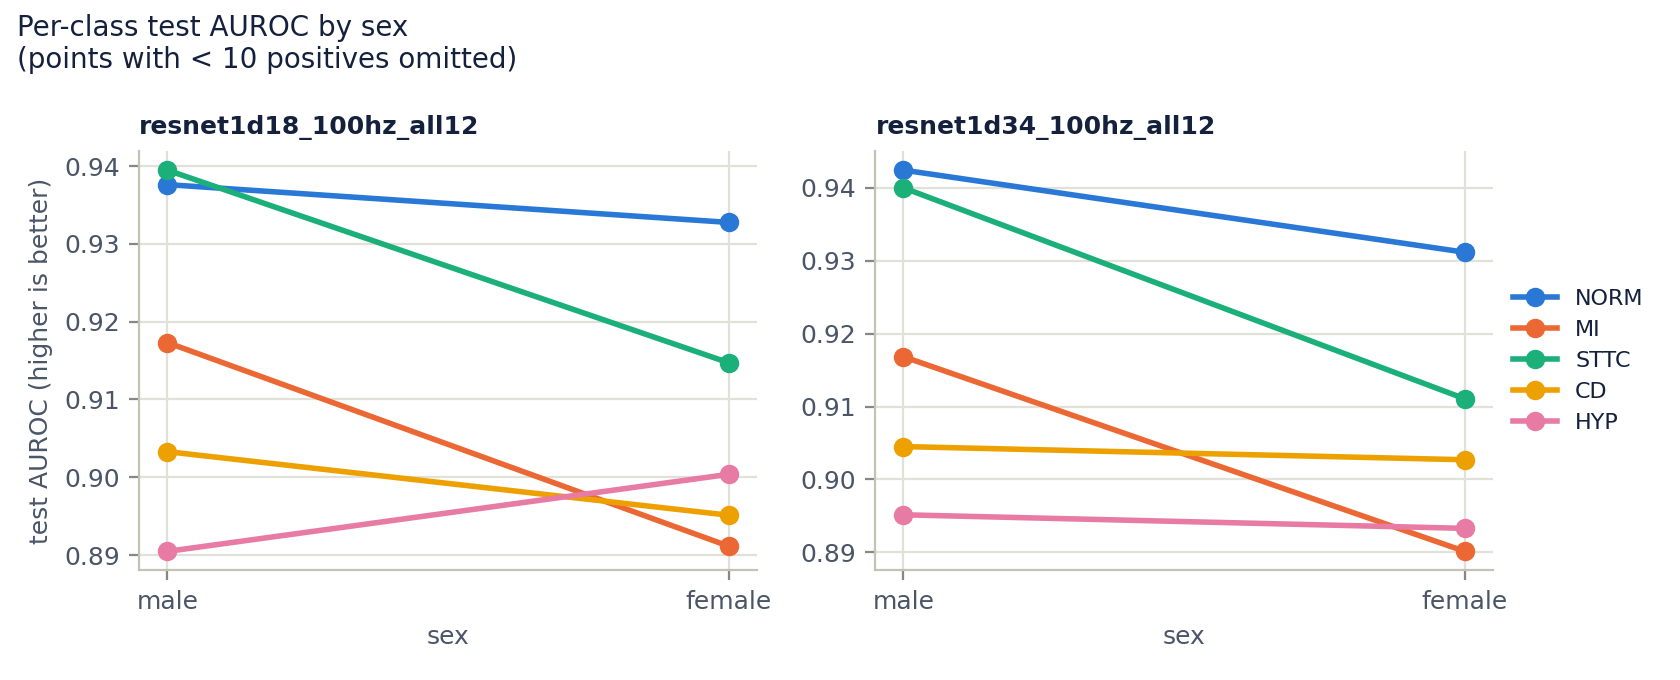 Per-class test AUROC by sex
(points with < 10 positives omitted)
resnet1d18_100hz_all12
test AUROC (higher is better)
0.94
0.93
0.92
0.91
0.90
0.89
male
female
sex
resnet1d34_100hz_all12
0.94
0.93
0.92
0.91
0.90
0.89
male
female
sex
NORM
MI
STTC
CD
HYP